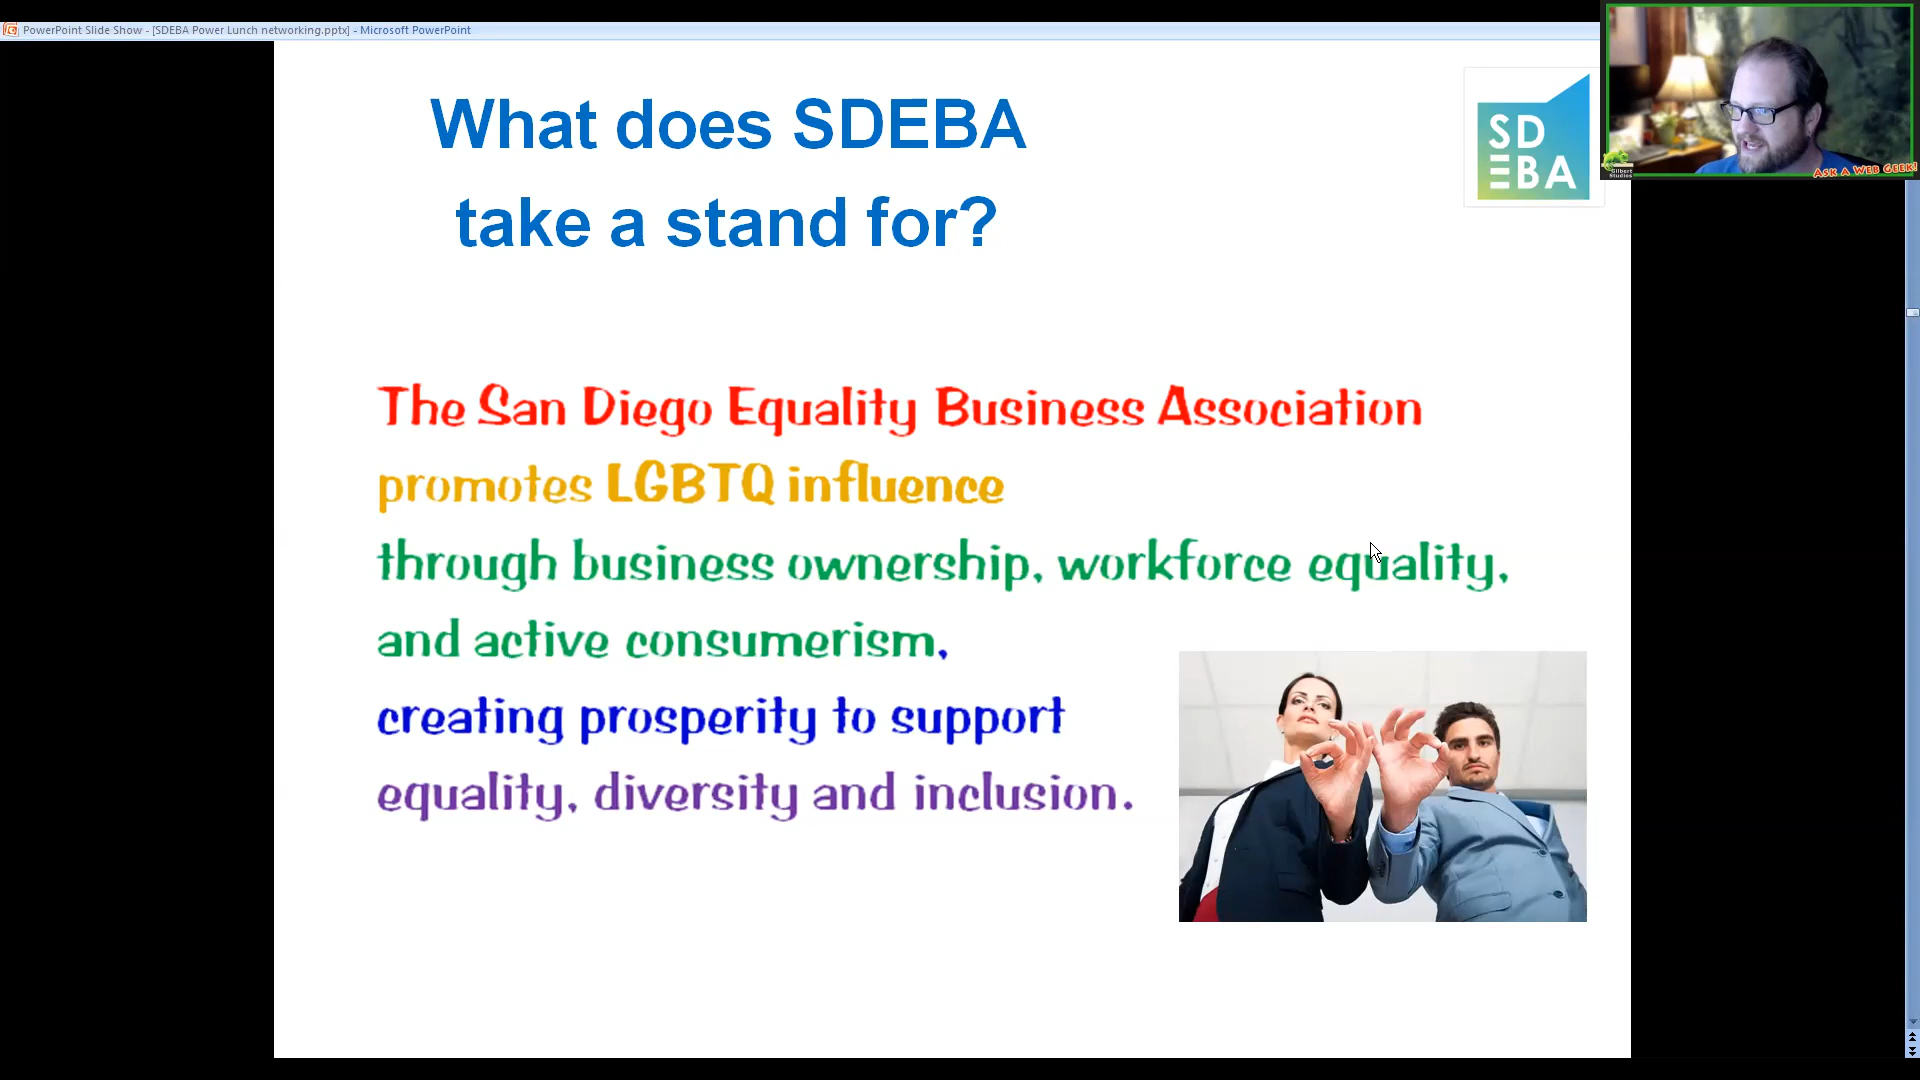 PowerPoint Slide Show - [SDEBA Power Lunch networking.pptx] - Microsoft PowerPoint
What does SDEBA
take a stand for?
SD
EBA
Gilbert
Studios
ASK A WEB GEEK!
The San Diego Equality Business Association
promotes LGBTQ influence
through business ownership, workforce equality,
and active consumerism,
creating prosperity to support
equality, diversity and inclusion.